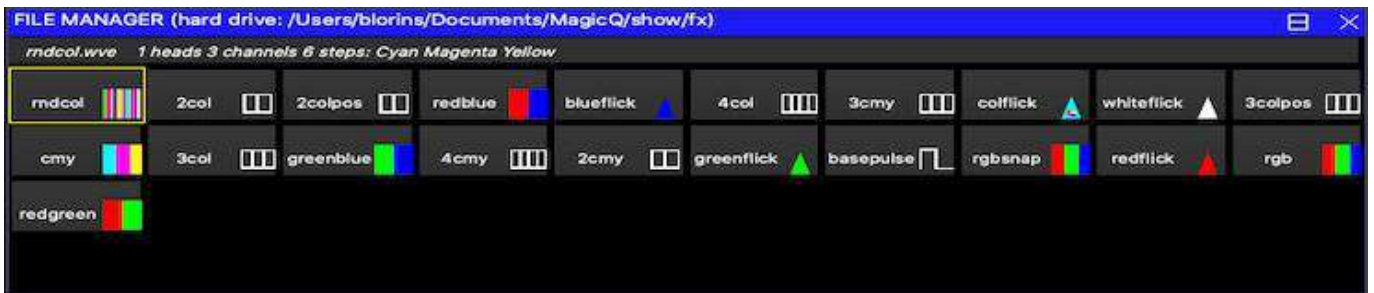 FILE MANAGER (hard drive: /Users/blorins/Documents/MagicQ/show/fx)
rndcol.wve 1 heads 3 channels 6 steps: Cyan Magenta Yellow
rndcol 2col 2colpos redblue blueflick 4col 3cmy colflick whiteflick 3colpos
cmy 3col greenblue 4cmy 2cmy greenflick basepulse rgbsnap redflick rgb
redgreen